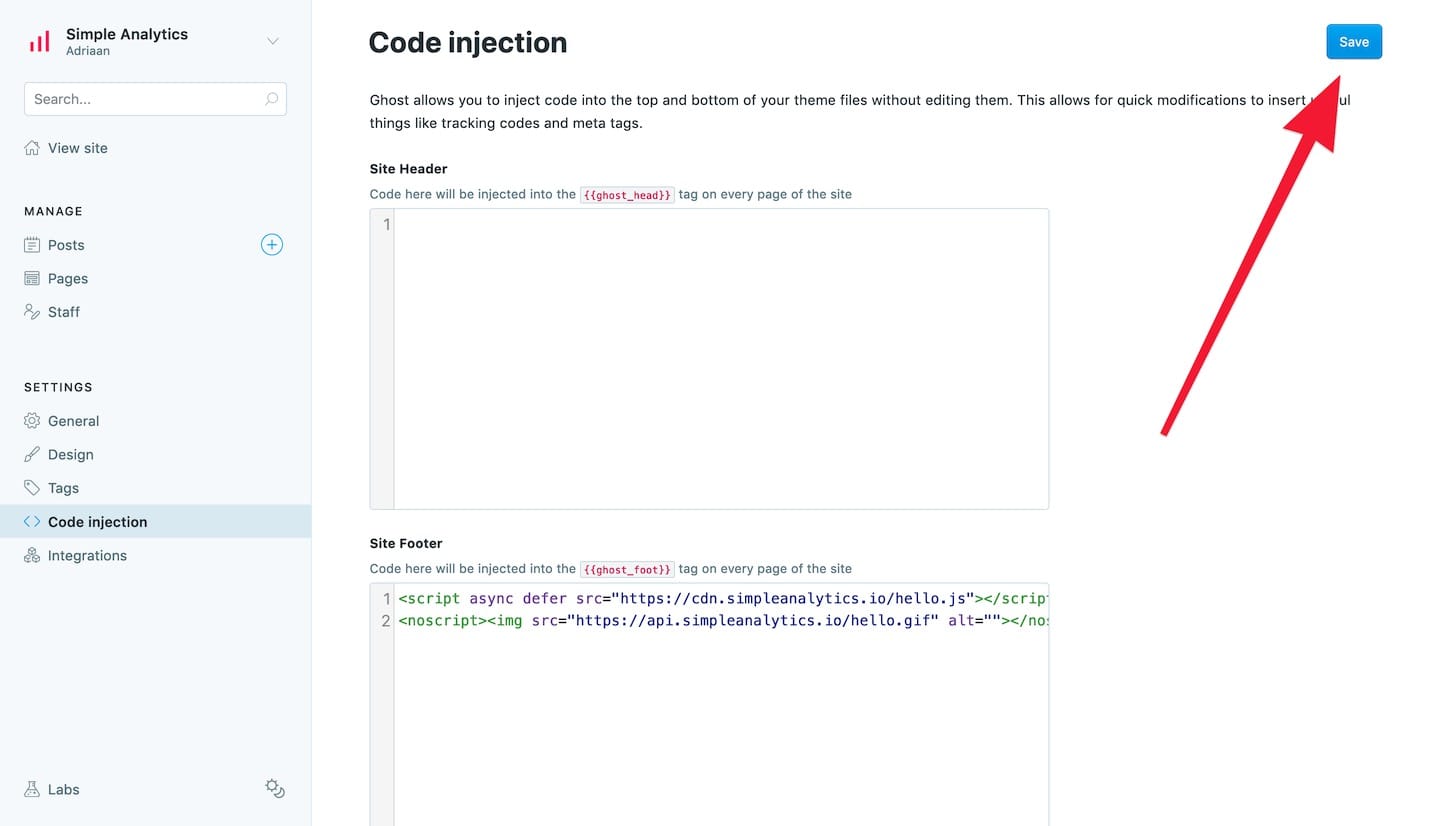 Simple Analytics
Adriaan
Search...
View site
MANAGE
Posts
Pages
Staff
SETTINGS
General
Design
Tags
Code injection
Integrations
Labs
Code injection
Save
Ghost allows you to inject code into the top and bottom of your theme files without editing them. This allows for quick modifications to insert
things like tracking codes and meta tags.
Site Header
Code here will be injected into the {{ghost_head}} tag on every page of the site
1
Site Footer
Code here will be injected into the {{ghost_foot}} tag on every page of the site
1 <script async defer src="https://cdn.simpleanalytics.io/hello.js"></script
2 <noscript><img src="https://api.simpleanalytics.io/hello.gif" alt=""></nos